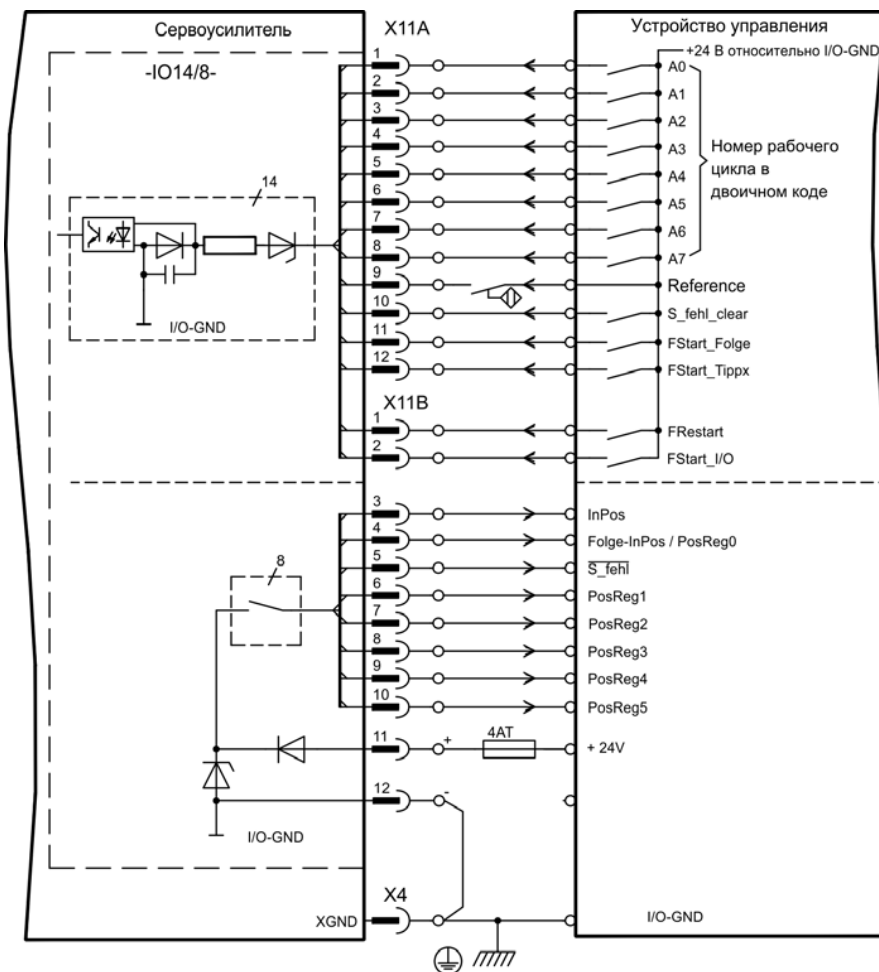 Сервоусилитель
X11A
Устройство управления
-IO14/8-
+24 В относительно I/O-GND
1
A0
2
A1
3
A2
4
A3
5
A4
6
A5
7
A6
8
A7
Номер рабочего
цикла в
двоичном коде
14
I/O-GND
9
Reference
10
S_fehl_clear
11
FStart_Folge
12
FStart_Tippx
X11B
1
FRestart
2
FStart_I/O
3
InPos
4
Folge-InPos / PosReg0
5
S_fehl
8
6
PosReg1
7
PosReg2
8
PosReg3
9
PosReg4
10
PosReg5
11
+
4AT
+ 24V
12
-
I/O-GND
X4
XGND
I/O-GND